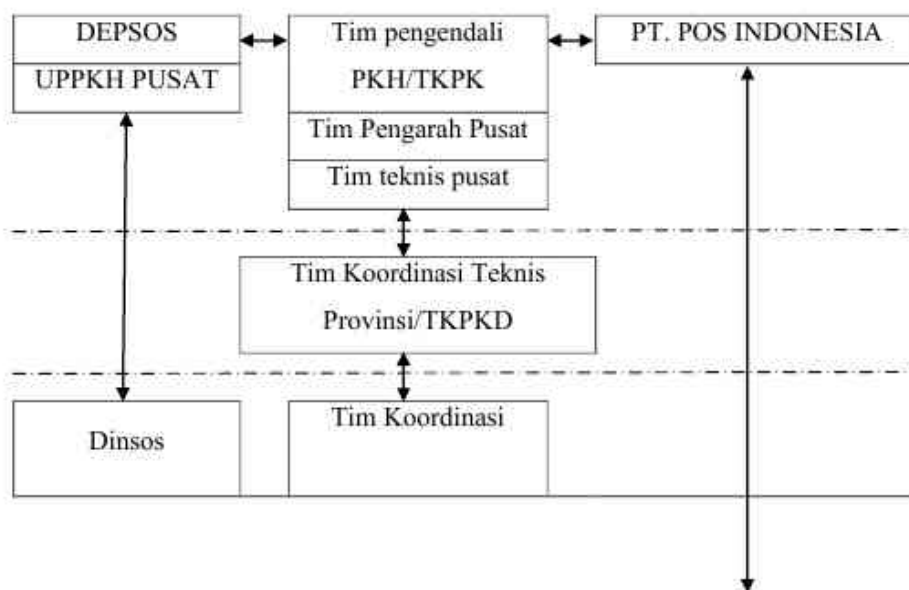 DEPSOS
UPPKH PUSAT
Tim pengendali
PKH/TKPK
Tim Pengarah Pusat
Tim teknis pusat
PT. POS INDONESIA
Tim Koordinasi Teknis
Provinsi/TKPKD
Dinsos
Tim Koordinasi